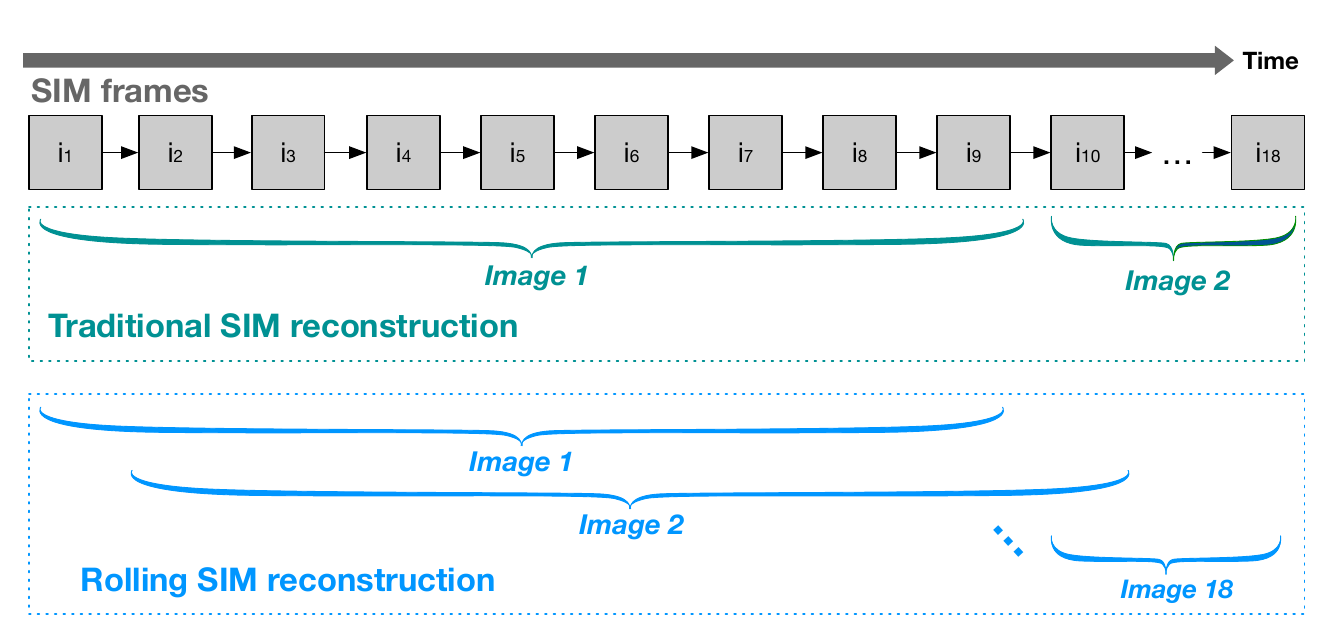 Time
SIM frames
i1 i2 i3 i4 i5 i6 i7 i8 i9 i10 ... i18
Image 1
Image 2
Traditional SIM reconstruction
Image 1
Image 2
Rolling SIM reconstruction
Image 18